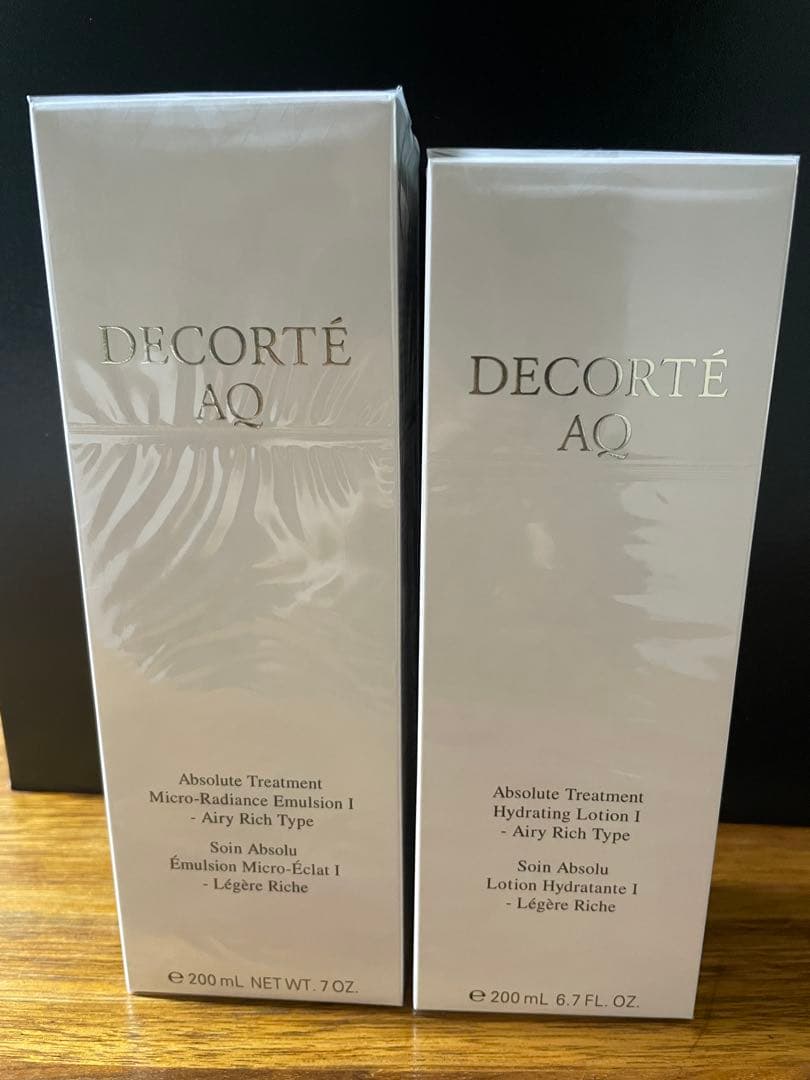 DECORTÉ
AQ
Absolute Treatment
Micro-Radiance Emulsion I
- Airy Rich Type
Soin Absolu
Émulsion Micro-Éclat I
- Légère Riche
℮ 200 mL NET WT. 7 OZ.
DECORTÉ
AQ
Absolute Treatment
Hydrating Lotion I
- Airy Rich Type
Soin Absolu
Lotion Hydratante I
- Légère Riche
℮ 200 mL 6.7 FL. OZ.